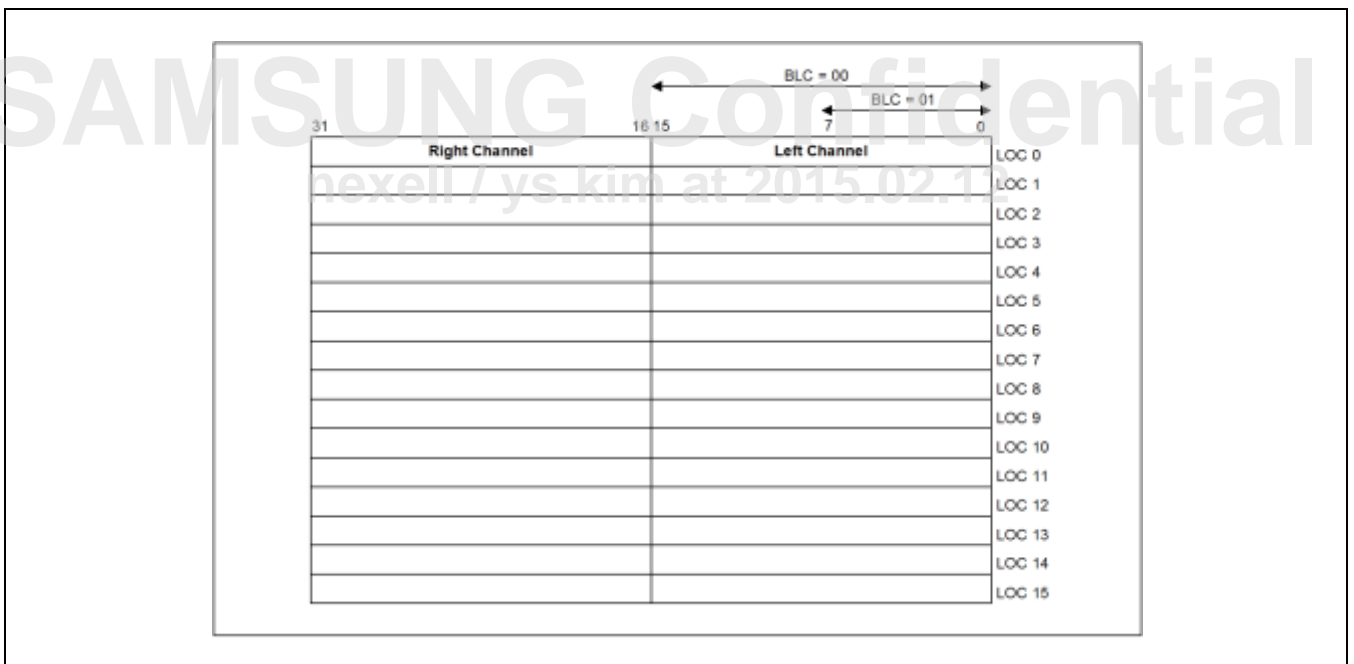 SAMSUNG Confidential
nexell / ys.kim at 2015.02.12
BLC = 00
BLC = 01
31 16 15 7 0
Right Channel Left Channel LOC 0
LOC 1
LOC 2
LOC 3
LOC 4
LOC 5
LOC 6
LOC 7
LOC 8
LOC 9
LOC 10
LOC 11
LOC 12
LOC 13
LOC 14
LOC 15